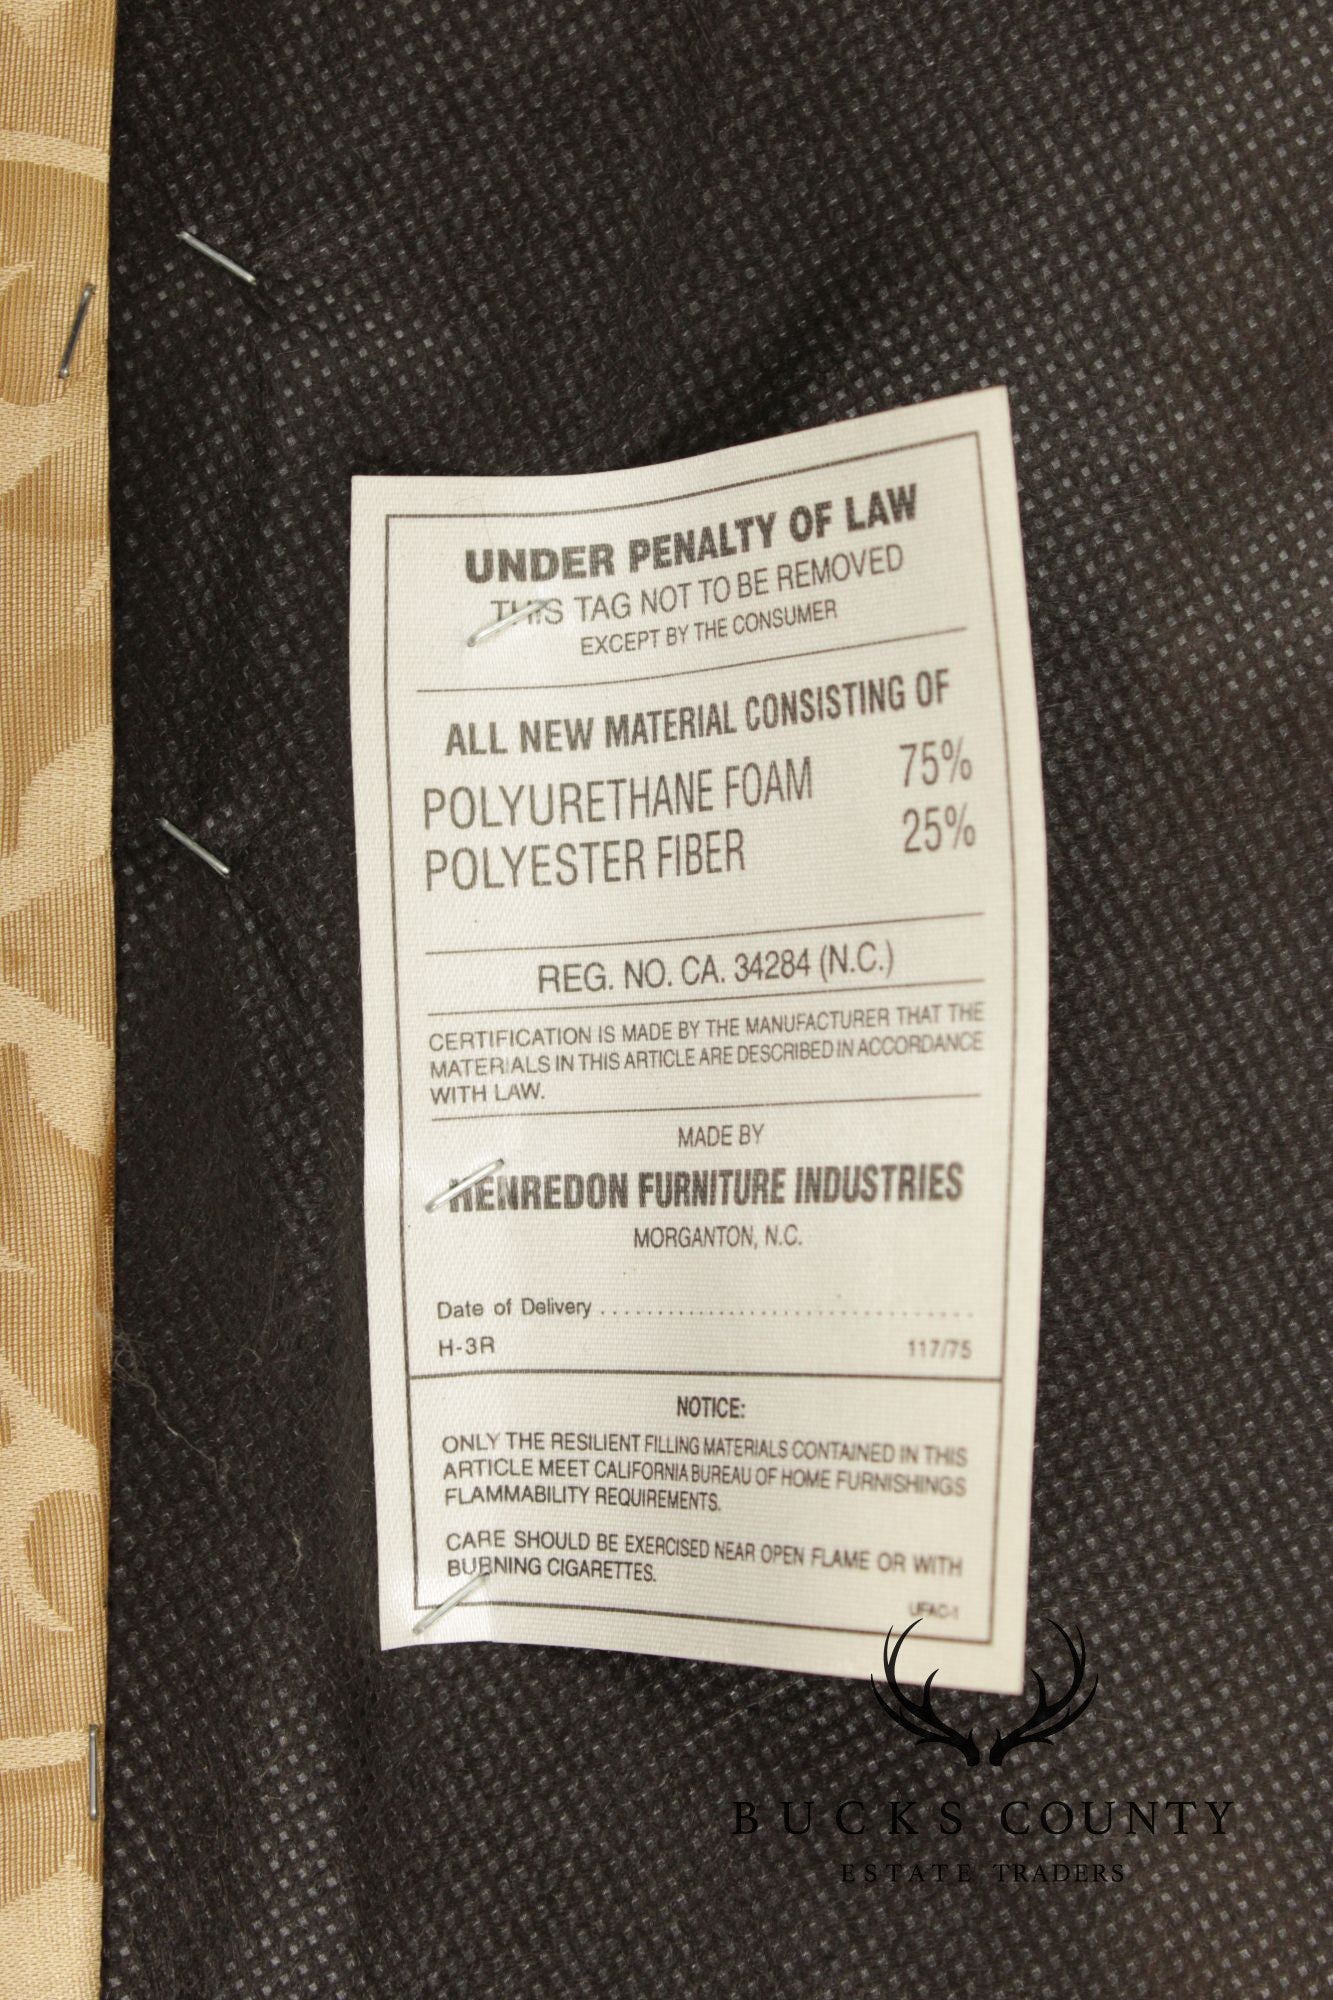 UNDER PENALTY OF LAW
THIS TAG NOT TO BE REMOVED
EXCEPT BY THE CONSUMER
ALL NEW MATERIAL CONSISTING OF
POLYURETHANE FOAM 75%
POLYESTER FIBER 25%
REG. NO. CA. 34284 (N.C.)
CERTIFICATION IS MADE BY THE MANUFACTURER THAT THE
MATERIALS IN THIS ARTICLE ARE DESCRIBED IN ACCORDANCE
WITH LAW.
MADE BY
HENREDON FURNITURE INDUSTRIES
MORGANTON, N.C.
Date of Delivery ................................
H-3R 117/75
NOTICE:
ONLY THE RESILIENT FILLING MATERIALS CONTAINED IN THIS
ARTICLE MEET CALIFORNIA BUREAU OF HOME FURNISHINGS
FLAMMABILITY REQUIREMENTS.
CARE SHOULD BE EXERCISED NEAR OPEN FLAME OR WITH
BURNING CIGARETTES.
UFAC-1
BUCKS COUNTY
ESTATE TRADERS